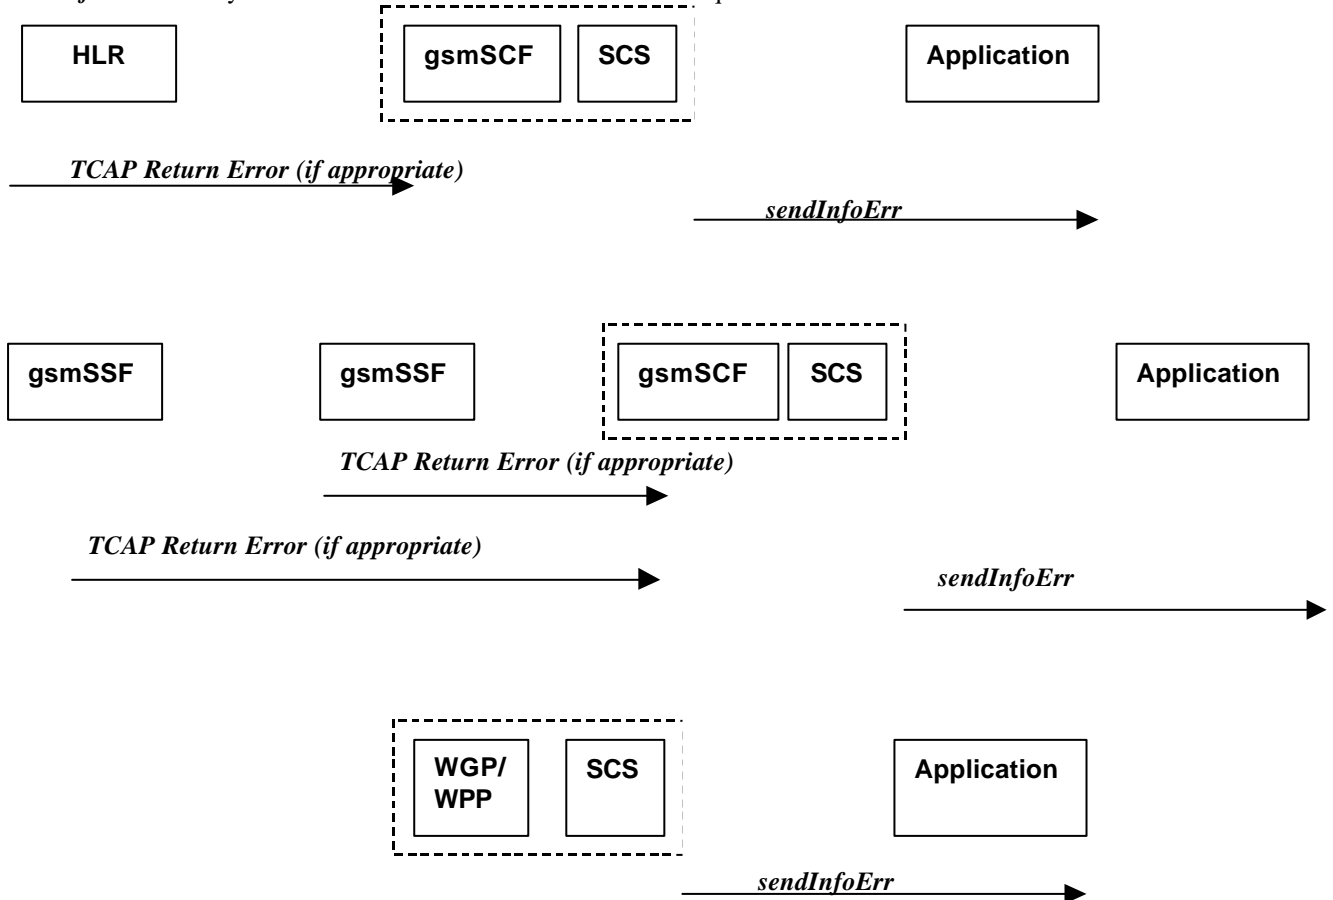 HLR gsmSCF SCS Application
TCAP Return Error (if appropriate)
sendInfoErr
gsmSSF gsmSSF gsmSCF SCS Application
TCAP Return Error (if appropriate)
TCAP Return Error (if appropriate)
sendInfoErr
WGP/ SCS Application
WPP
sendInfoErr